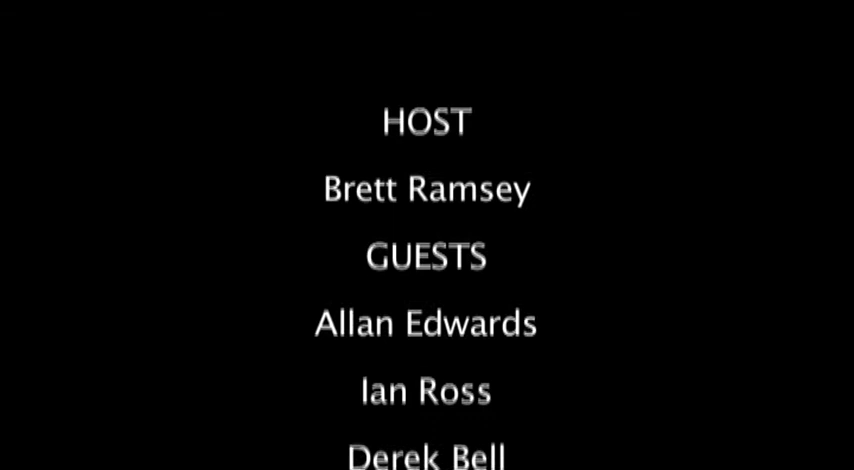 HOST
Brett Ramsey
GUESTS
Allan Edwards
Ian Ross
Derek Bell